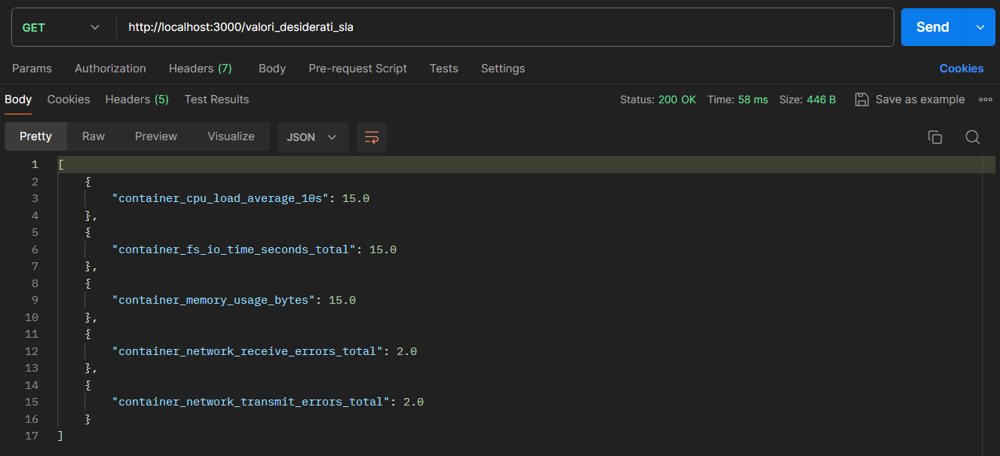 GET http://localhost:3000/valori_desiderati_sla Send
Params Authorization Headers (7) Body Pre-request Script Tests Settings Cookies
Body Cookies Headers (5) Test Results Status: 200 OK Time: 58 ms Size: 446 B Save as example
Pretty Raw Preview Visualize JSON
1 [
2 {
3 "container_cpu_load_average_10s": 15.0
4 },
5 {
6 "container_fs_io_time_seconds_total": 15.0
7 },
8 {
9 "container_memory_usage_bytes": 15.0
10 },
11 {
12 "container_network_receive_errors_total": 2.0
13 },
14 {
15 "container_network_transmit_errors_total": 2.0
16 }
17 ]